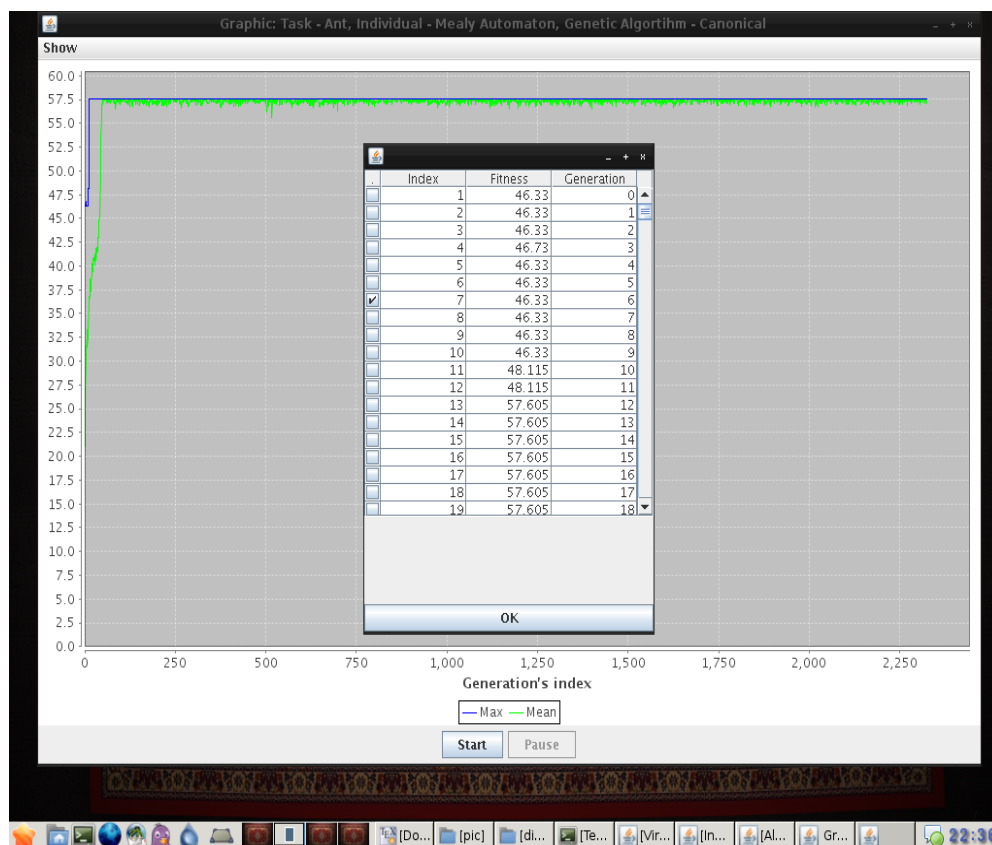 Graphic: Task - Ant, Individual - Mealy Automaton, Genetic Algortihm - Canonical
Show
60.0
57.5
55.0
52.5
50.0
47.5
45.0
42.5
40.0
37.5
35.0
32.5
30.0
27.5
25.0
22.5
20.0
17.5
15.0
12.5
10.0
7.5
5.0
2.5
0.0
. Index Fitness Generation
1 46.33 0
2 46.33 1
3 46.33 2
4 46.73 3
5 46.33 4
6 46.33 5
7 46.33 6
8 46.33 7
9 46.33 8
10 46.33 9
11 48.115 10
12 48.115 11
13 57.605 12
14 57.605 13
15 57.605 14
16 57.605 15
17 57.605 16
18 57.605 17
19 57.605 18
OK
0 250 500 750 1,000 1,250 1,500 1,750 2,000 2,250
Generation's index
Max Mean
Start Pause
[Do... [pic] [di... [Te... [Vir... [In... [Al... Gr... 22:36